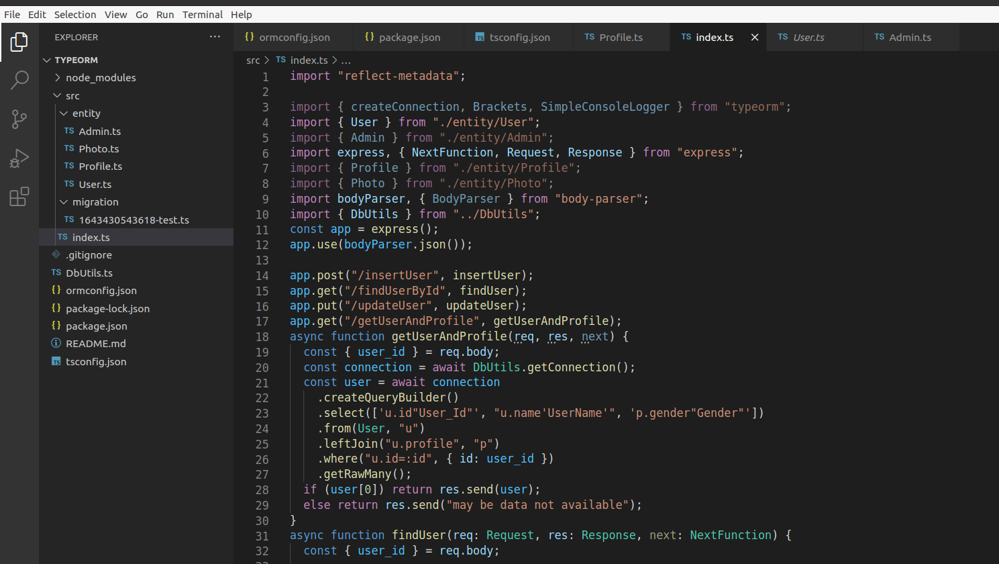 File Edit Selection View Go Run Terminal Help
EXPLORER ...
TYPEORM
node_modules
src
entity
TS Admin.ts
TS Photo.ts
TS Profile.ts
TS User.ts
migration
TS 1643430543618-test.ts
TS index.ts
.gitignore
TS DbUtils.ts
{} ormconfig.json
{} package-lock.json
{} package.json
README.md
TS tsconfig.json
{} ormconfig.json {} package.json TS tsconfig.json TS Profile.ts TS index.ts × TS User.ts TS Admin.ts
src > TS index.ts > ...
1 import "reflect-metadata";
2
3 import { createConnection, Brackets, SimpleConsoleLogger } from "typeorm";
4 import { User } from "./entity/User";
5 import { Admin } from "./entity/Admin";
6 import express, { NextFunction, Request, Response } from "express";
7 import { Profile } from "./entity/Profile";
8 import { Photo } from "./entity/Photo";
9 import bodyParser, { BodyParser } from "body-parser";
10 import { DbUtils } from "../DbUtils";
11 const app = express();
12 app.use(bodyParser.json());
13
14 app.post("/insertUser", insertUser);
15 app.get("/findUserById", findUser);
16 app.put("/updateUser", updateUser);
17 app.get("/getUserAndProfile", getUserAndProfile);
18 async function getUserAndProfile(req, res, next) {
19 const { user_id } = req.body;
20 const connection = await DbUtils.getConnection();
21 const user = await connection
22 .createQueryBuilder()
23 .select(['u.id"User_Id"', "u.name'UserName'", 'p.gender"Gender"'])
24 .from(User, "u")
25 .leftJoin("u.profile", "p")
26 .where("u.id=:id", { id: user_id })
27 .getRawMany();
28 if (user[0]) return res.send(user);
29 else return res.send("may be data not available");
30 }
31 async function findUser(req: Request, res: Response, next: NextFunction) {
32 const { user_id } = req.body;